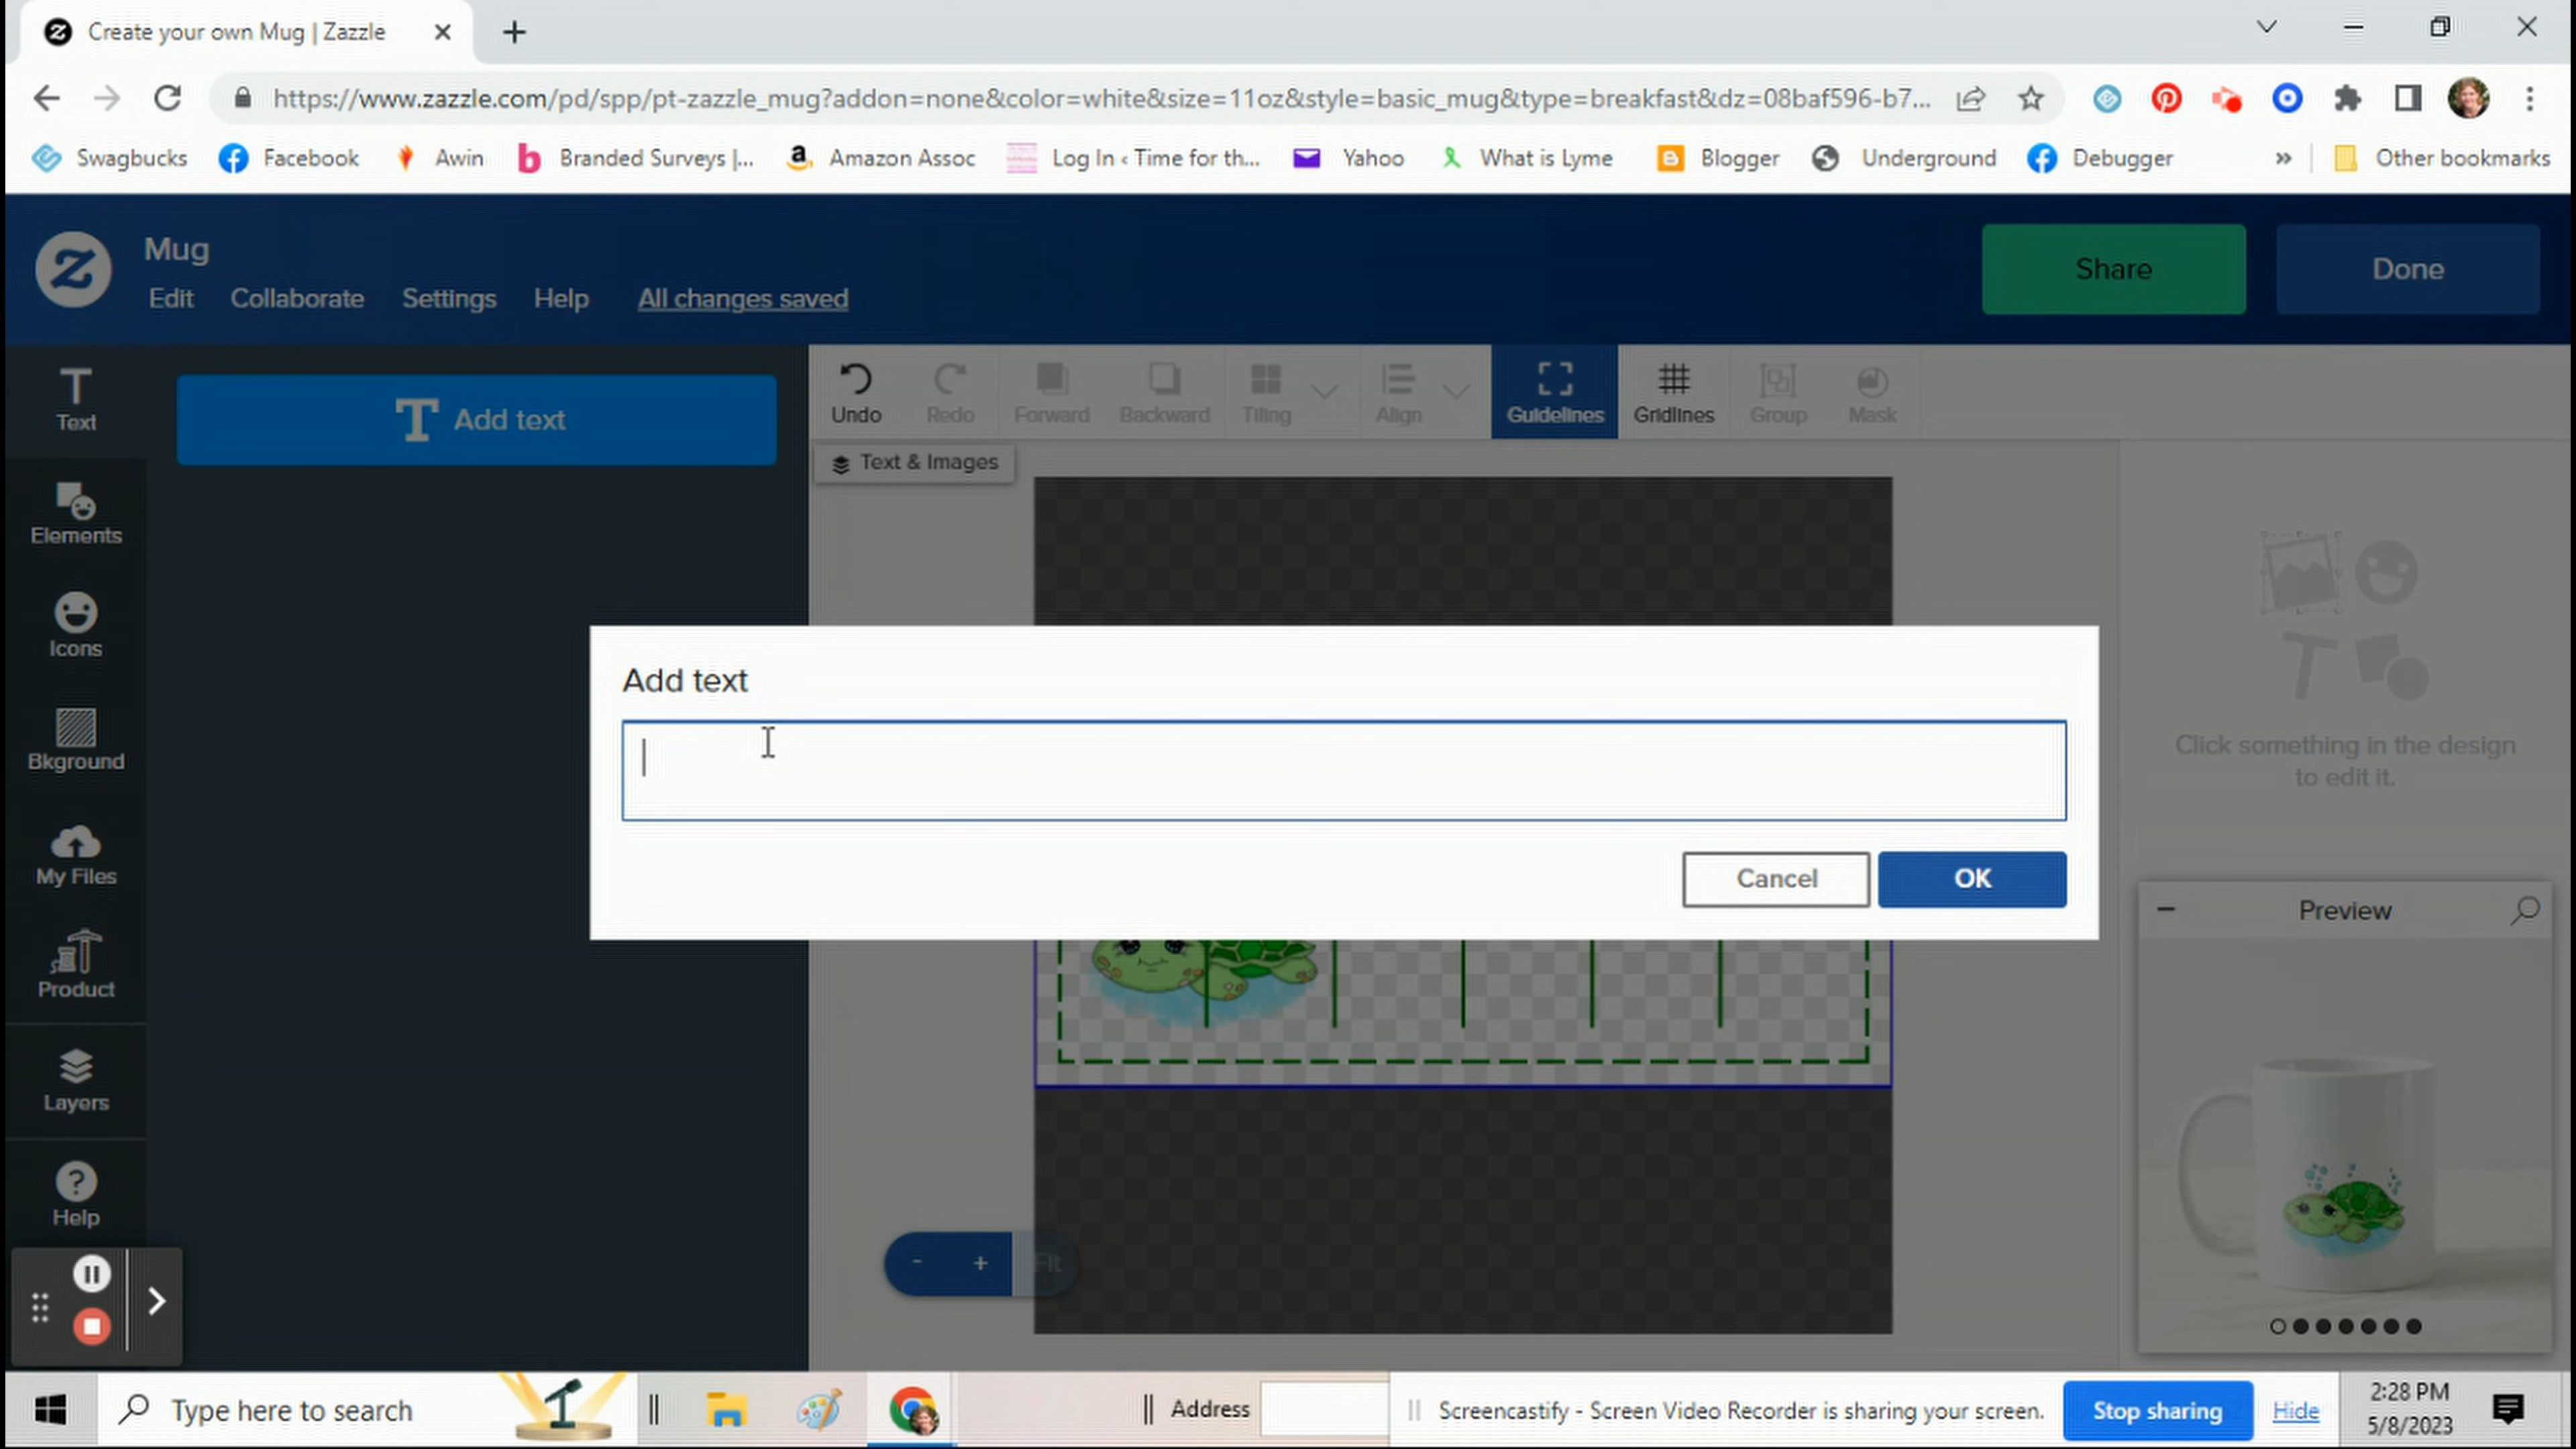 Create your own Mug | Zazzle
https://www.zazzle.com/pd/spp/pt-zazzle_mug?addon=none&color=white&size=11oz&style=basic_mug&type=breakfast&dz=08baf596-b7...
Swagbucks Facebook Awin Branded Surveys |... Amazon Assoc Log In ‹ Time for th... Yahoo What is Lyme Blogger Underground Debugger » Other bookmarks
Mug
Edit Collaborate Settings Help All changes saved
Share Done
Text
Add text
Undo Redo Forward Backward Tiling Align Guidelines Gridlines Group Mask
Text & Images
Elements
Icons
Bkground
My Files
Product
Layers
Help
Add text
Cancel OK
Click something in the design
to edit it.
Preview
- + Fit
Type here to search
Address
Screencastify - Screen Video Recorder is sharing your screen.
Stop sharing Hide
2:28 PM
5/8/2023